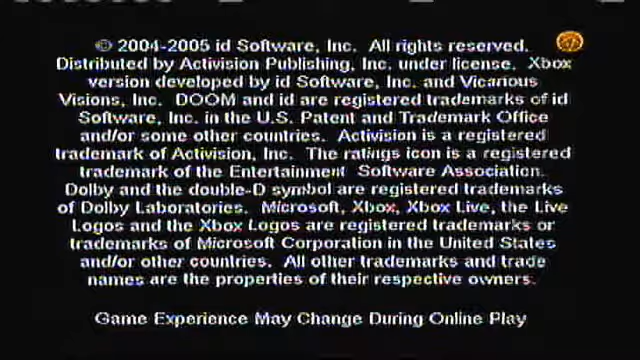 © 2004-2005 id Software, Inc. All rights reserved.
Distributed by Activision Publishing, Inc. under license. Xbox
version developed by id Software, Inc. and Vicarious
Visions, Inc. DOOM and id are registered trademarks of id
Software, Inc. in the U.S. Patent and Trademark Office
and/or some other countries. Activision is a registered
trademark of Activision, Inc. The ratings icon is a registered
trademark of the Entertainment Software Association.
Dolby and the double-D symbol are registered trademarks
of Dolby Laboratories. Microsoft, Xbox, Xbox Live, the Live
Logos and the Xbox Logos are registered trademarks or
trademarks of Microsoft Corporation in the United States
and/or other countries. All other trademarks and trade
names are the properties of their respective owners.
Game Experience May Change During Online Play